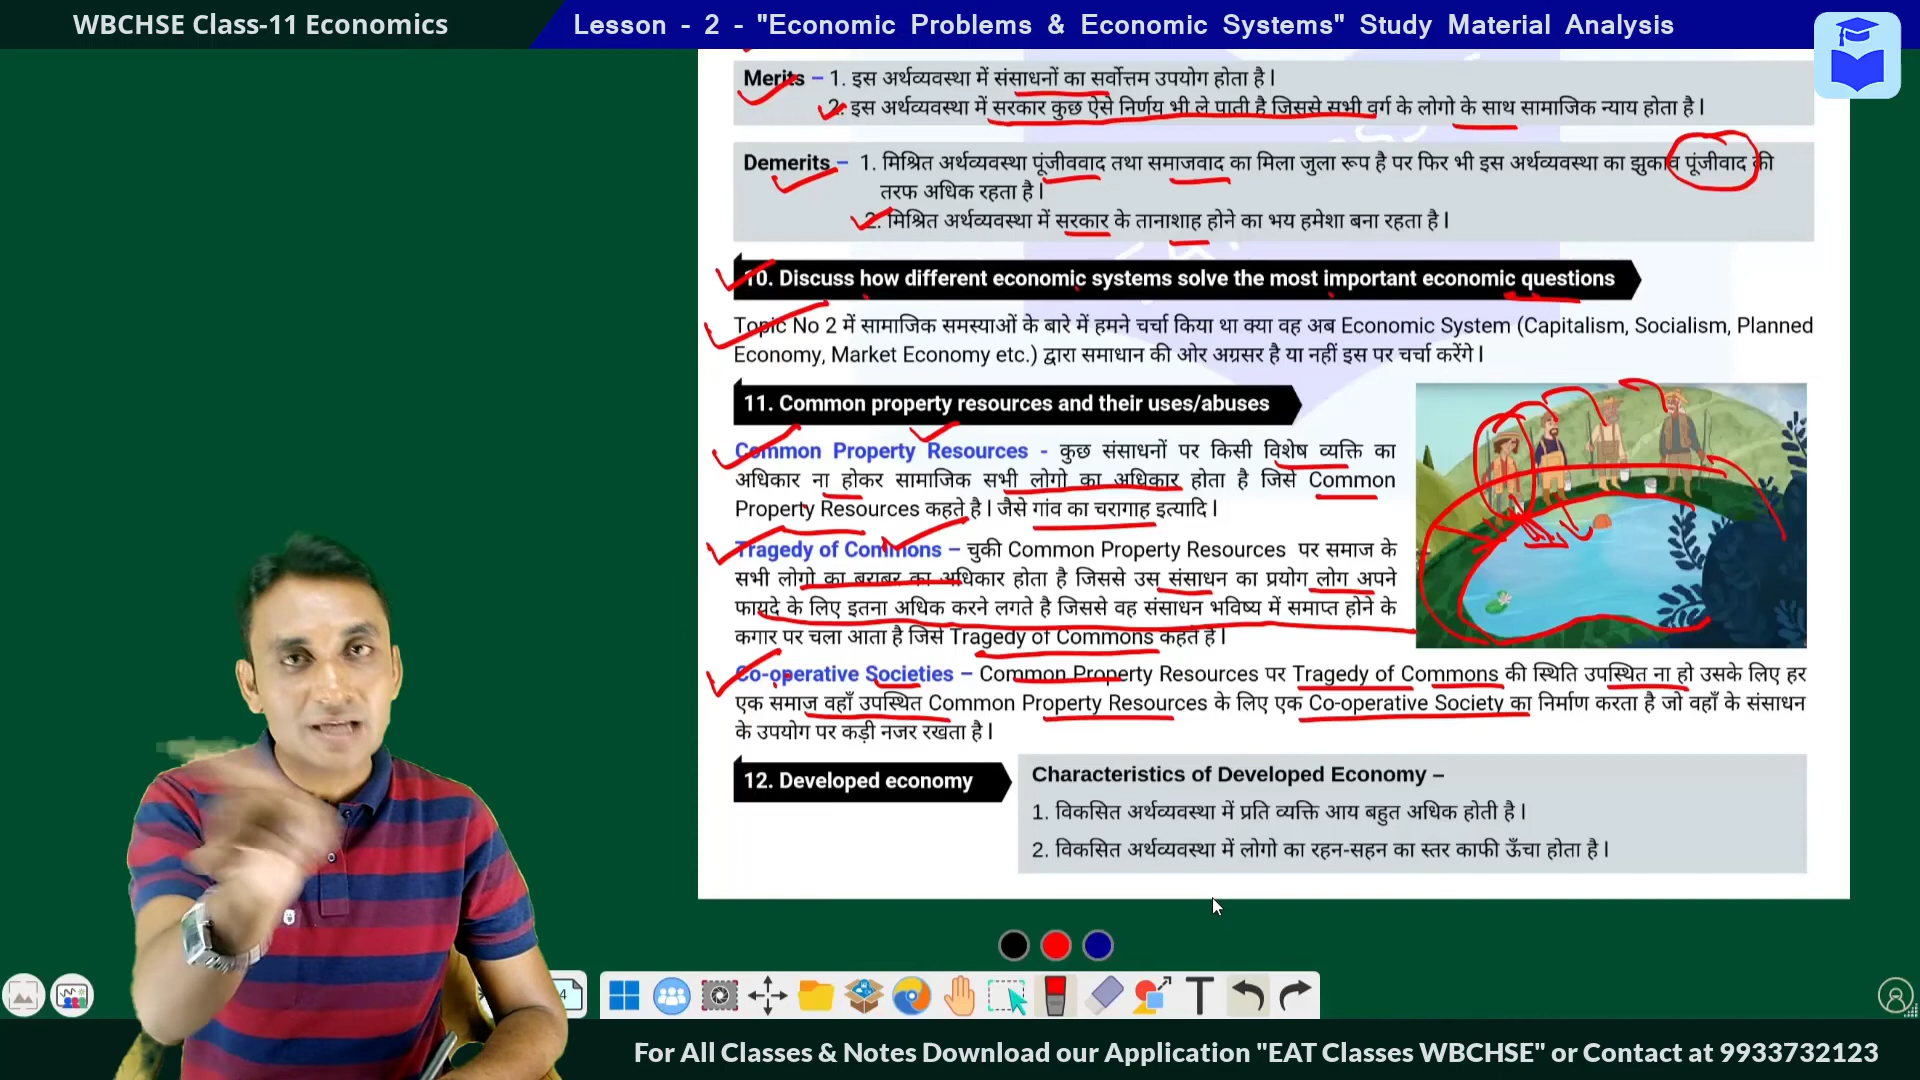 WBCHSE Class-11 Economics
Lesson - 2 - "Economic Problems & Economic Systems" Study Material Analysis
Merits – 1. इस अर्थव्यवस्था में संसाधनों का सर्वोत्तम उपयोग होता है।
2. इस अर्थव्यवस्था में सरकार कुछ ऐसे निर्णय भी ले पाती है जिससे सभी वर्ग के लोगो के साथ सामाजिक न्याय होता है।
Demerits – 1. मिश्रित अर्थव्यवस्था पूंजीववाद तथा समाजवाद का मिला जुला रूप है पर फिर भी इस अर्थव्यवस्था का झुकाव पूंजीवाद की
तरफ अधिक रहता है।
2. मिश्रित अर्थव्यवस्था में सरकार के तानाशाह होने का भय हमेशा बना रहता है।
10. Discuss how different economic systems solve the most important economic questions
Topic No 2 में सामाजिक समस्याओं के बारे में हमने चर्चा किया था क्या वह अब Economic System (Capitalism, Socialism, Planned
Economy, Market Economy etc.) द्वारा समाधान की ओर अग्रसर है या नहीं इस पर चर्चा करेंगे।
11. Common property resources and their uses/abuses
Common Property Resources - कुछ संसाधनों पर किसी विशेष व्यक्ति का
अधिकार ना होकर सामाजिक सभी लोगो का अधिकार होता है जिसे Common
Property Resources कहते है। जैसे गांव का चरागाह इत्यादि।
Tragedy of Commons – चुकी Common Property Resources पर समाज के
सभी लोगो का बराबर का अधिकार होता है जिससे उस संसाधन का प्रयोग लोग अपने
फायदे के लिए इतना अधिक करने लगते है जिससे वह संसाधन भविष्य में समाप्त होने के
कगार पर चला आता है जिसे Tragedy of Commons कहते है।
Co-operative Societies – Common Property Resources पर Tragedy of Commons की स्थिति उपस्थित ना हो उसके लिए हर
एक समाज वहाँ उपस्थित Common Property Resources के लिए एक Co-operative Society का निर्माण करता है जो वहाँ के संसाधन
के उपयोग पर कड़ी नजर रखता है।
12. Developed economy
Characteristics of Developed Economy –
1. विकसित अर्थव्यवस्था में प्रति व्यक्ति आय बहुत अधिक होती है।
2. विकसित अर्थव्यवस्था में लोगो का रहन-सहन का स्तर काफी ऊँचा होता है।
4
T
For All Classes & Notes Download our Application "EAT Classes WBCHSE" or Contact at 9933732123